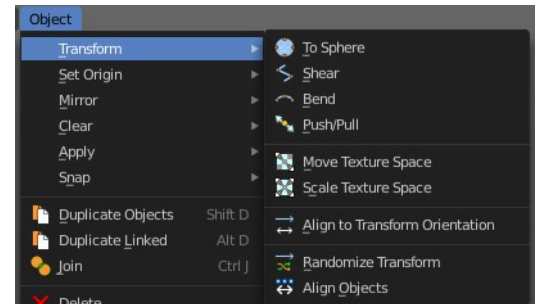 Object
Transform
Set Origin
Mirror
Clear
Apply
Snap
Duplicate Objects Shift D
Duplicate Linked Alt D
Join Ctrl J
Delete
To Sphere
Shear
Bend
Push/Pull
Move Texture Space
Scale Texture Space
Align to Transform Orientation
Randomize Transform
Align Objects